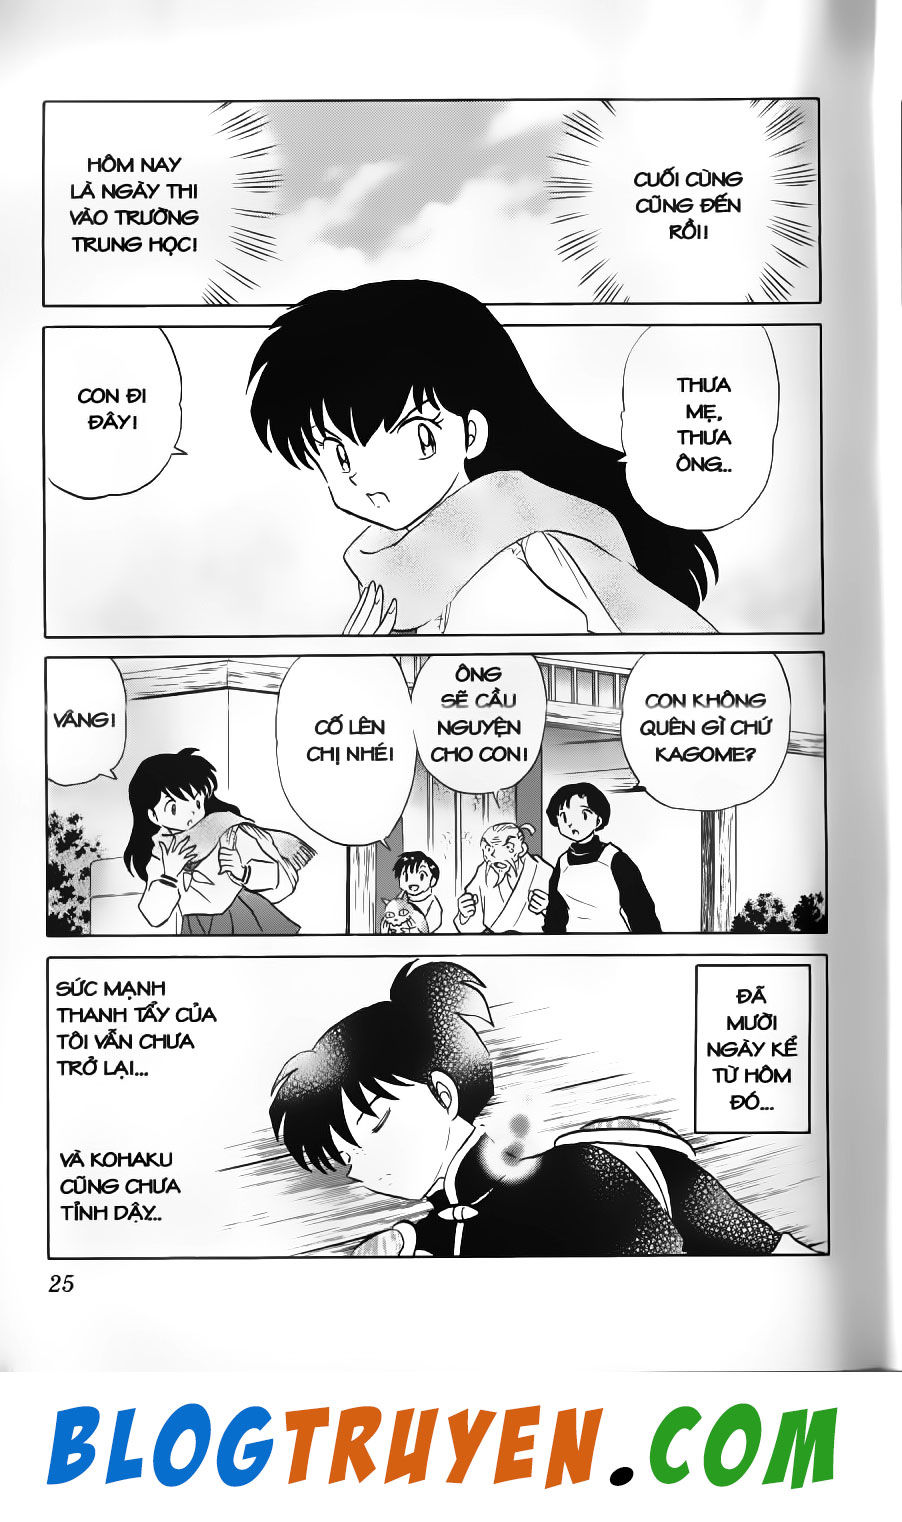 CUỐI CÙNG
CŨNG ĐẾN
RỒI!
HÔM NAY
LÀ NGÀY THI
VÀO TRƯỜNG
TRUNG HỌC!
THƯA
MẸ,
THƯA
ÔNG...
CON ĐI
ĐÂY!
CON KHÔNG
QUÊN GÌ CHỨ
KAGOME?
ÔNG
SẼ CẦU
NGUYỆN
CHO CON!
CỐ LÊN
CHỊ NHÉ!
VÂNG!
ĐÃ
MƯỜI
NGÀY KỂ
TỪ HÔM
ĐÓ...
SỨC MẠNH
THANH TẨY CỦA
TÔI VẪN CHƯA
TRỞ LẠI...
VÀ KOHAKU
CŨNG CHƯA
TỈNH DẬY...
25
BLOGTRUYEN.COM